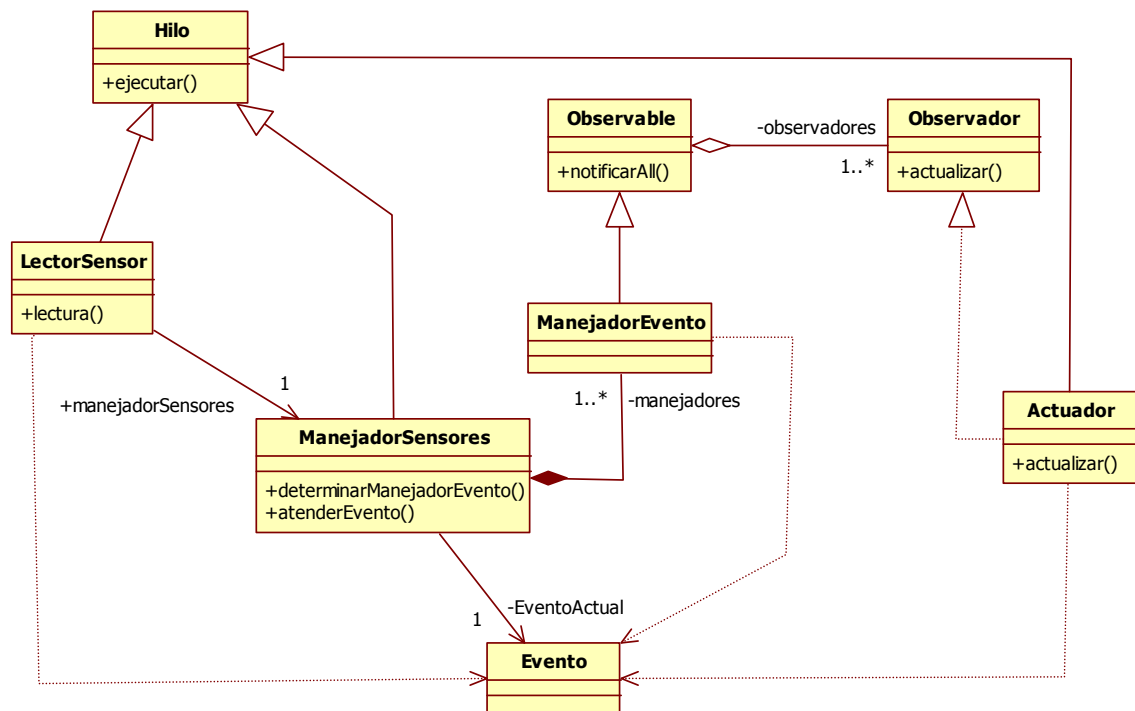 Hilo
+ejecutar()
Observable
+notificarAll()
-observadores
1..*
Observador
+actualizar()
LectorSensor
+lectura()
ManejadorEvento
1..*
-manejadores
1
+manejadorSensores
ManejadorSensores
+determinarManejadorEvento()
+atenderEvento()
Actuador
+actualizar()
-EventoActual
1
Evento